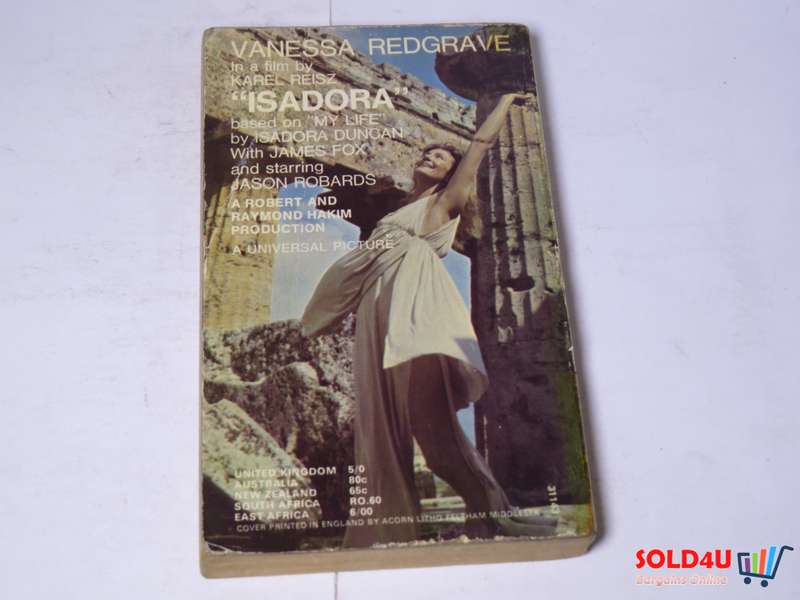 VANESSA REDGRAVE
in a film by
KAREL REISZ
"ISADORA"
based on "MY LIFE"
by ISADORA DUNCAN
With JAMES FOX
and starring
JASON ROBARDS
A ROBERT AND
RAYMOND HAKIM
PRODUCTION
A UNIVERSAL PICTURE
UNITED KINGDOM 5/0
AUSTRALIA 80c
NEW ZEALAND 65c
SOUTH AFRICA RO.60
EAST AFRICA 6/00
COVER PRINTED IN ENGLAND BY ACORN LITHO FELTHAM MIDDLESEX
SOLD4U
Bargains Online